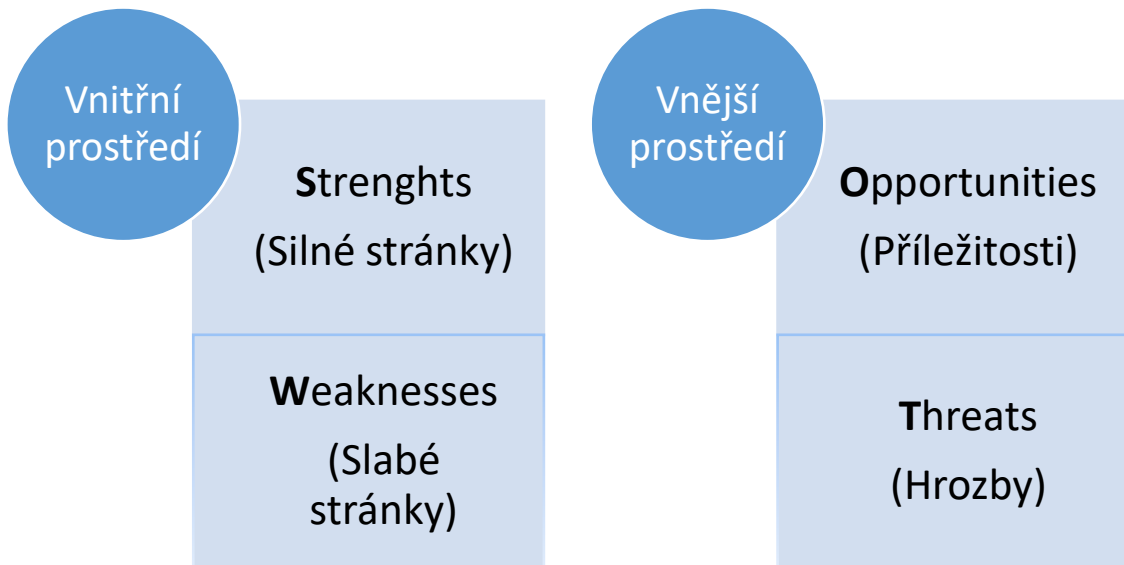 Vnitřní
prostředí
Strenghts
(Silné stránky)
Weaknesses
(Slabé
stránky)
Vnější
prostředí
Opportunities
(Příležitosti)
Threats
(Hrozby)